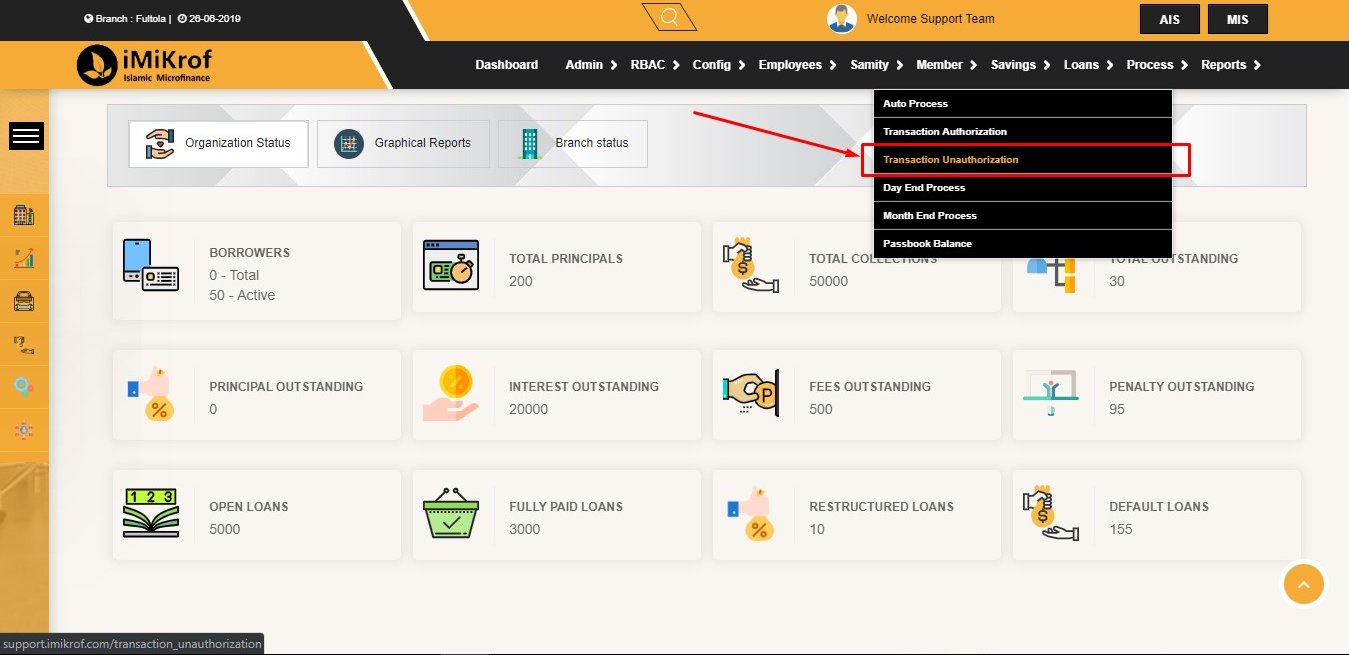 Branch : Fultola | 26-06-2019
Welcome Support Team
AIS
MIS
iMiKrof
Islamic Microfinance
Dashboard
Admin
RBAC
Config
Employees
Samity
Member
Savings
Loans
Process
Reports
Auto Process
Transaction Authorization
Transaction Unauthorization
Day End Process
Month End Process
Passbook Balance
Organization Status
Graphical Reports
Branch status
BORROWERS
0 - Total
50 - Active
TOTAL PRINCIPALS
200
TOTAL COLLECTIONS
50000
TOTAL OUTSTANDING
30
PRINCIPAL OUTSTANDING
0
INTEREST OUTSTANDING
20000
FEES OUTSTANDING
500
PENALTY OUTSTANDING
95
1 2 3
OPEN LOANS
5000
FULLY PAID LOANS
3000
RESTRUCTURED LOANS
10
DEFAULT LOANS
155
support.imikrof.com/transaction_unauthorization